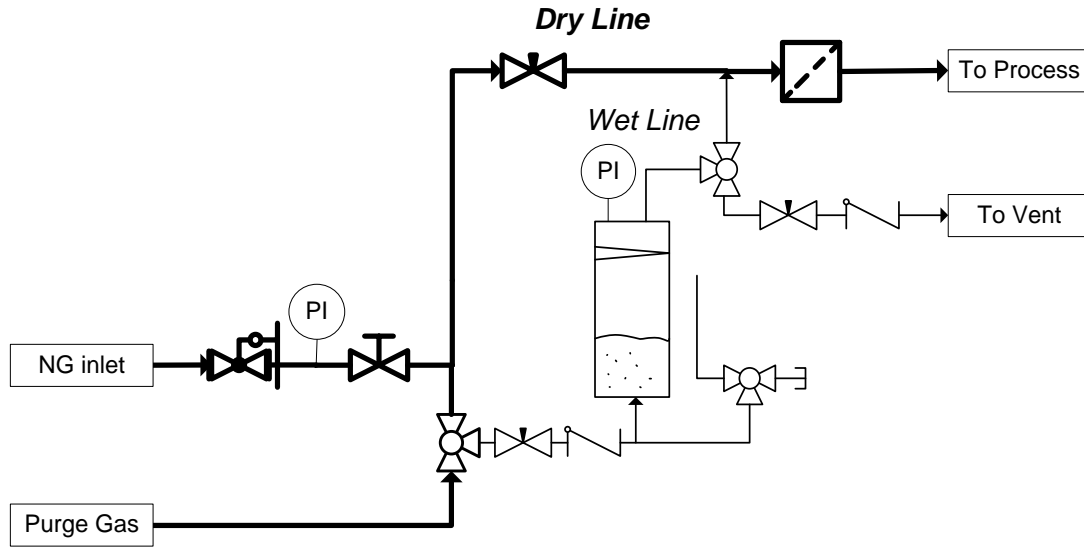 Dry Line
To Process
Wet Line
PI
To Vent
PI
NG inlet
Purge Gas